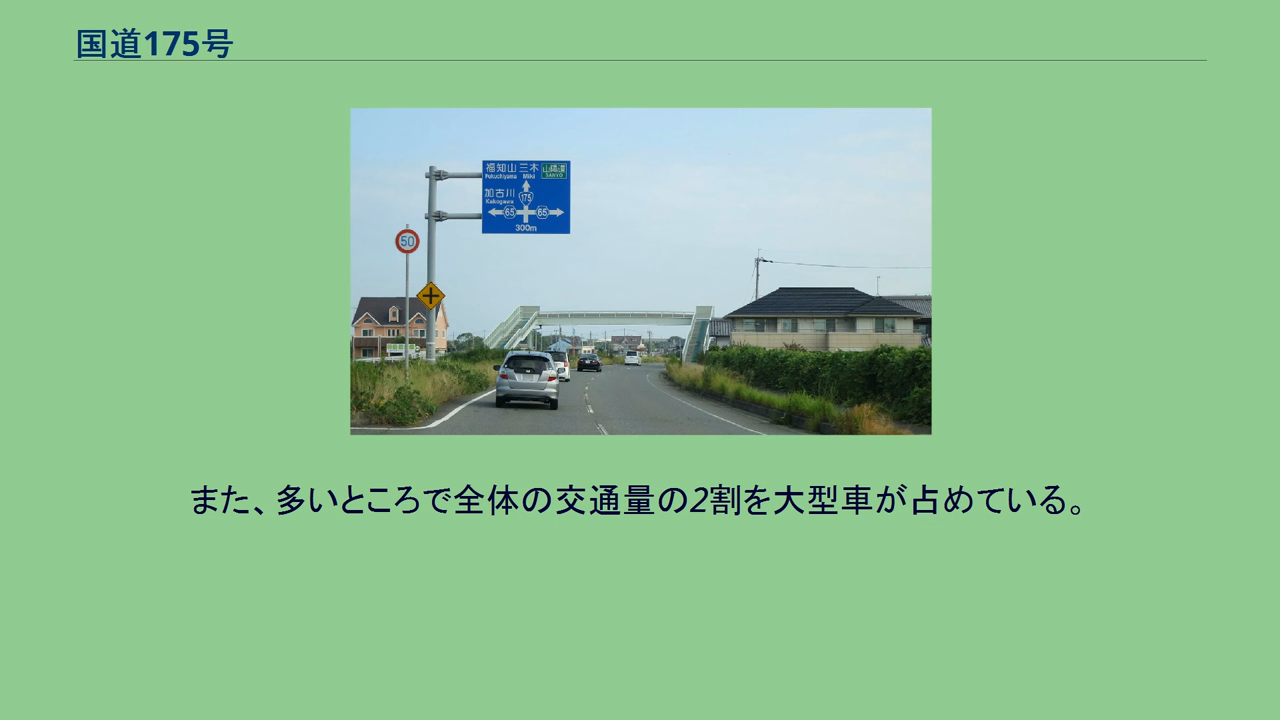 国道175号
福知山 三木 山陽道
Fukuchiyama Miki SANYO
加古川 175
Kakogawa
65 65
300m
50
また、多いところで全体の交通量の2割を大型車が占めている。